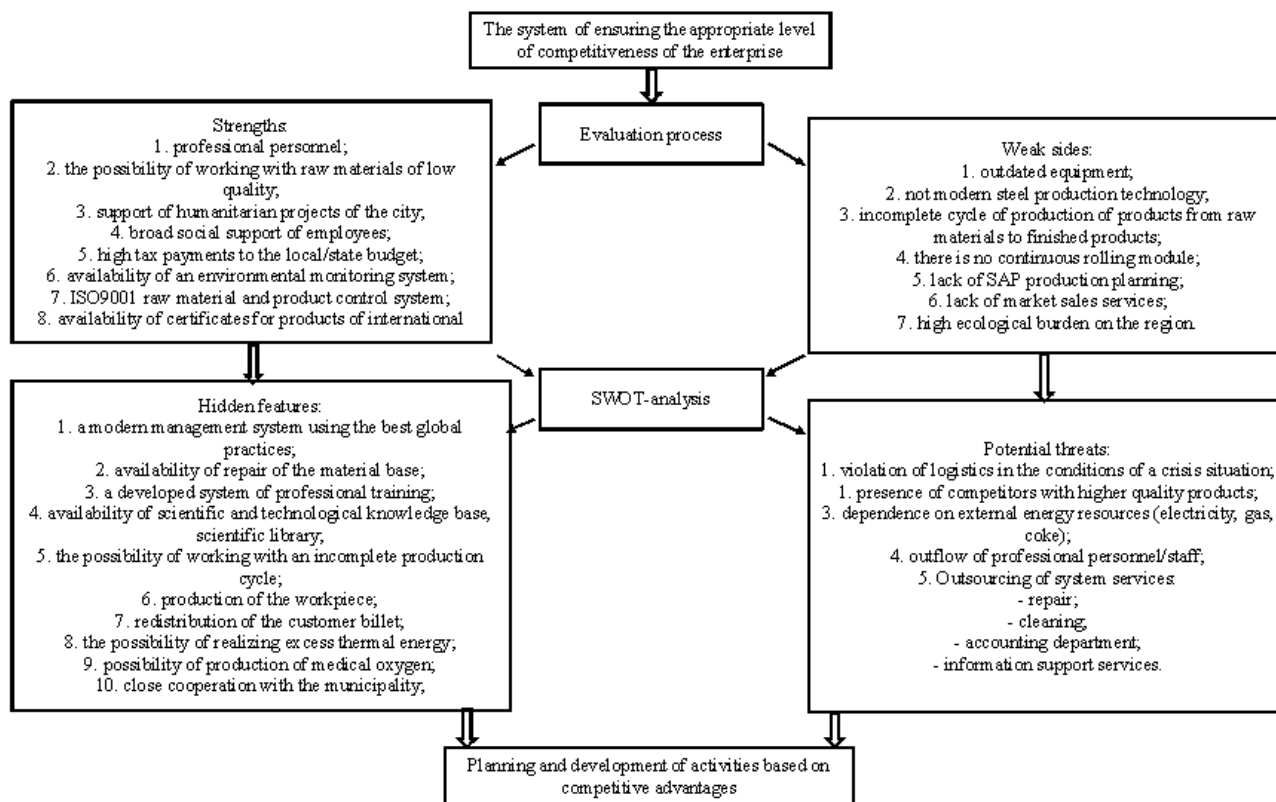 The system of ensuring the appropriate level
of competitiveness of the enterprise
Evaluation process
Strengths:
1. professional personnel;
2. the possibility of working with raw materials of low
quality;
3. support of humanitarian projects of the city;
4. broad social support of employees;
5. high tax payments to the local/state budget;
6. availability of an environmental monitoring system;
7. ISO9001 raw material and product control system;
8. availability of certificates for products of international
Weak sides:
1. outdated equipment;
2. not modern steel production technology;
3. incomplete cycle of production of products from raw
materials to finished products;
4. there is no continuous rolling module;
5. lack of SAP production planning;
6. lack of market sales services;
7. high ecological burden on the region.
SWOT-analysis
Hidden features:
1. a modern management system using the best global
practices;
2. availability of repair of the material base;
3. a developed system of professional training;
4. availability of scientific and technological knowledge base,
scientific library;
5. the possibility of working with an incomplete production
cycle;
6. production of the workpiece;
7. redistribution of the customer billet;
8. the possibility of realizing excess thermal energy;
9. possibility of production of medical oxygen;
10. close cooperation with the municipality;
Potential threats:
1. violation of logistics in the conditions of a crisis situation;
1. presence of competitors with higher quality products;
3. dependence on external energy resources (electricity, gas,
coke);
4. outflow of professional personnel/staff;
5. Outsourcing of system services:
- repair;
- cleaning;
- accounting department;
- information support services.
Planning and development of activities based on
competitive advantages